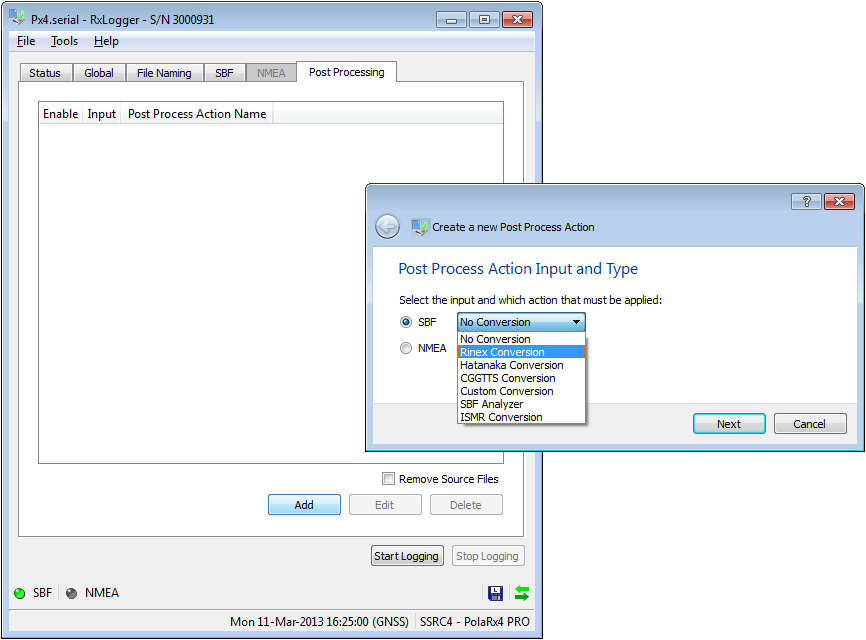 Px4.serial - RxLogger - S/N 3000931
File Tools Help
Status Global File Naming SBF NMEA Post Processing
Enable Input Post Process Action Name
?
Create a new Post Process Action
Post Process Action Input and Type
Select the input and which action that must be applied:
SBF No Conversion
NMEA
No Conversion
Rinex Conversion
Hatanaka Conversion
CGGTTS Conversion
Custom Conversion
SBF Analyzer
ISMR Conversion
Next Cancel
Remove Source Files
Add Edit Delete
Start Logging Stop Logging
SBF NMEA
Mon 11-Mar-2013 16:25:00 (GNSS) SSRC4 - PolaRx4 PRO